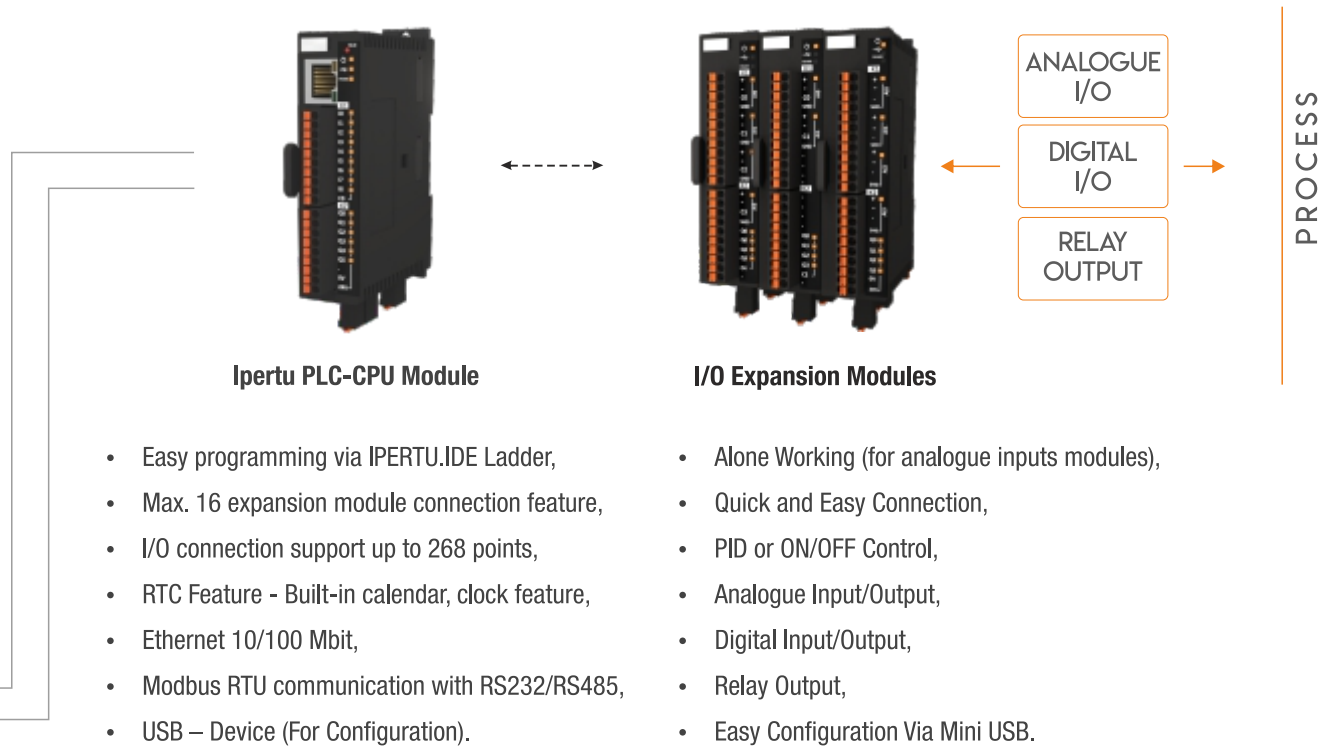 ANALOGUE
I/O
DIGITAL
I/O
RELAY
OUTPUT
PROCESS
Ipertu PLC-CPU Module
• Easy programming via IPERTU.IDE Ladder,
• Max. 16 expansion module connection feature,
• I/O connection support up to 268 points,
• RTC Feature - Built-in calendar, clock feature,
• Ethernet 10/100 Mbit,
• Modbus RTU communication with RS232/RS485,
• USB – Device (For Configuration).
I/O Expansion Modules
• Alone Working (for analogue inputs modules),
• Quick and Easy Connection,
• PID or ON/OFF Control,
• Analogue Input/Output,
• Digital Input/Output,
• Relay Output,
• Easy Configuration Via Mini USB.